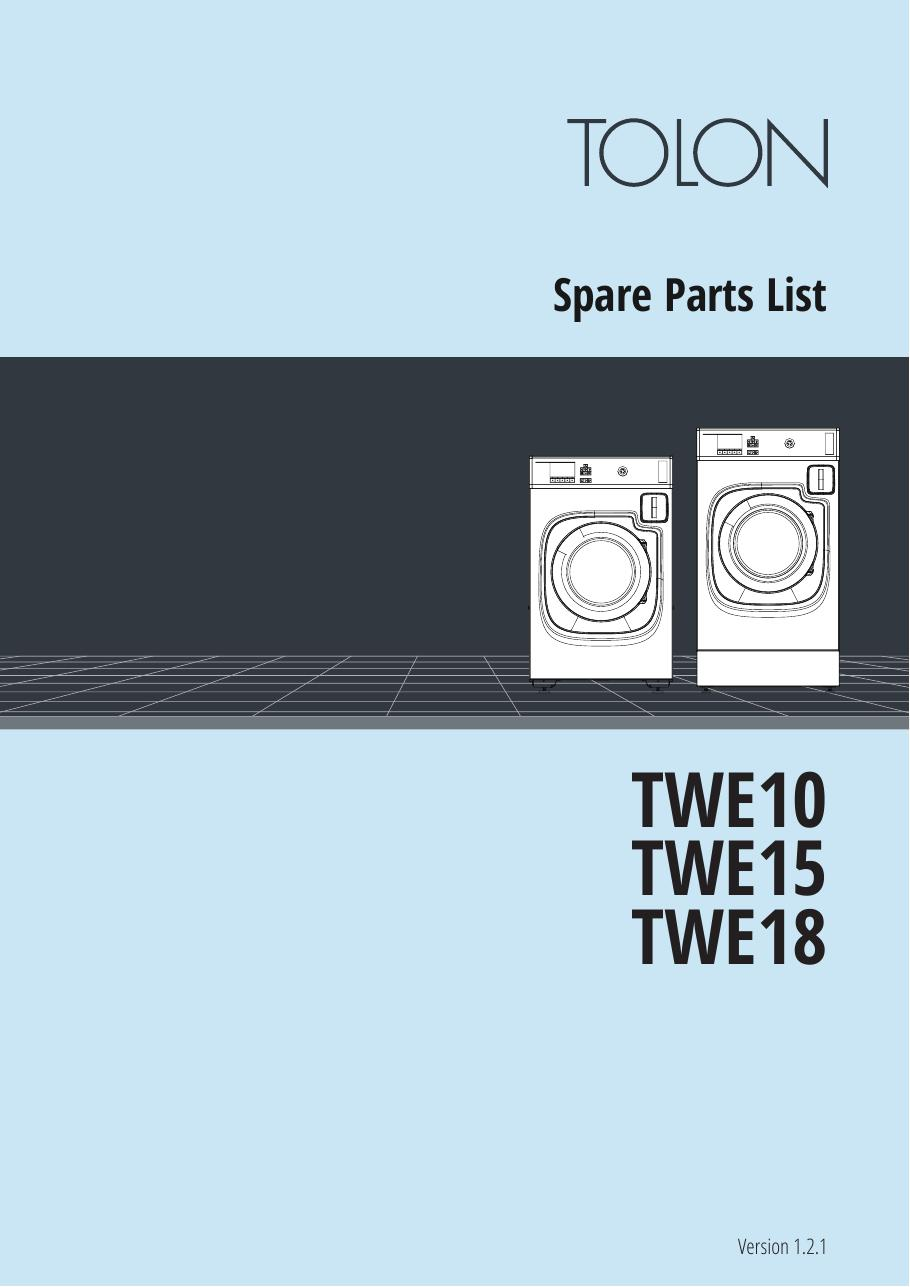 TOLON
Spare Parts List
TWE10
TWE15
TWE18
Version 1.2.1